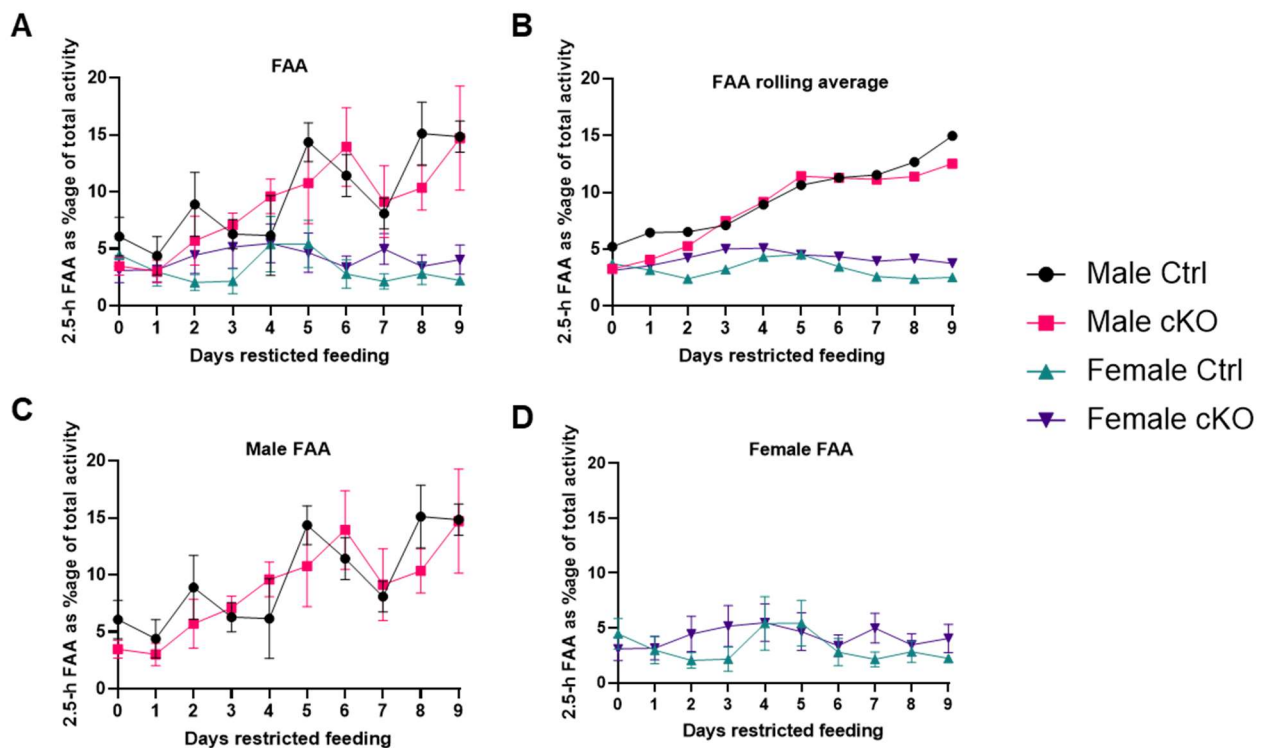 A
FAA
2.5-h FAA as %age of total activity
20
15
10
5
0
0 1 2 3 4 5 6 7 8 9
Days resticted feeding
B
FAA rolling average
2.5-h FAA as %age of total activity
20
15
10
5
0
0 1 2 3 4 5 6 7 8 9
Days restricted feeding
Male Ctrl
Male cKO
Female Ctrl
Female cKO
C
Male FAA
2.5-h FAA as %age of total activity
20
15
10
5
0
0 1 2 3 4 5 6 7 8 9
Days restricted feeding
D
Female FAA
2.5-h FAA as %age of total activity
20
15
10
5
0
0 1 2 3 4 5 6 7 8 9
Days restricted feeding